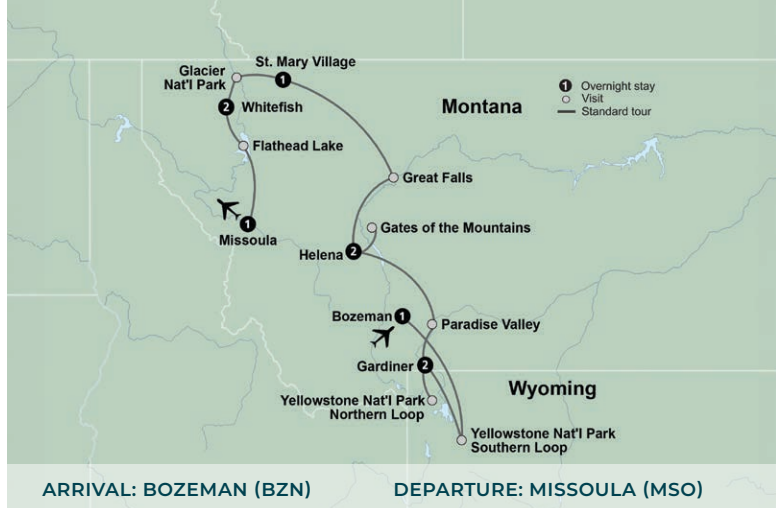 St. Mary Village
1
Glacier
Nat'l Park
2
Whitefish
Montana
1 Overnight stay
Visit
Standard tour
Flathead Lake
Great Falls
1
Missoula
Gates of the Mountains
Helena 2
Bozeman 1
Paradise Valley
Gardiner 2
Wyoming
Yellowstone Nat'l Park
Northern Loop
Yellowstone Nat'l Park
Southern Loop
ARRIVAL: BOZEMAN (BZN)
DEPARTURE: MISSOULA (MSO)